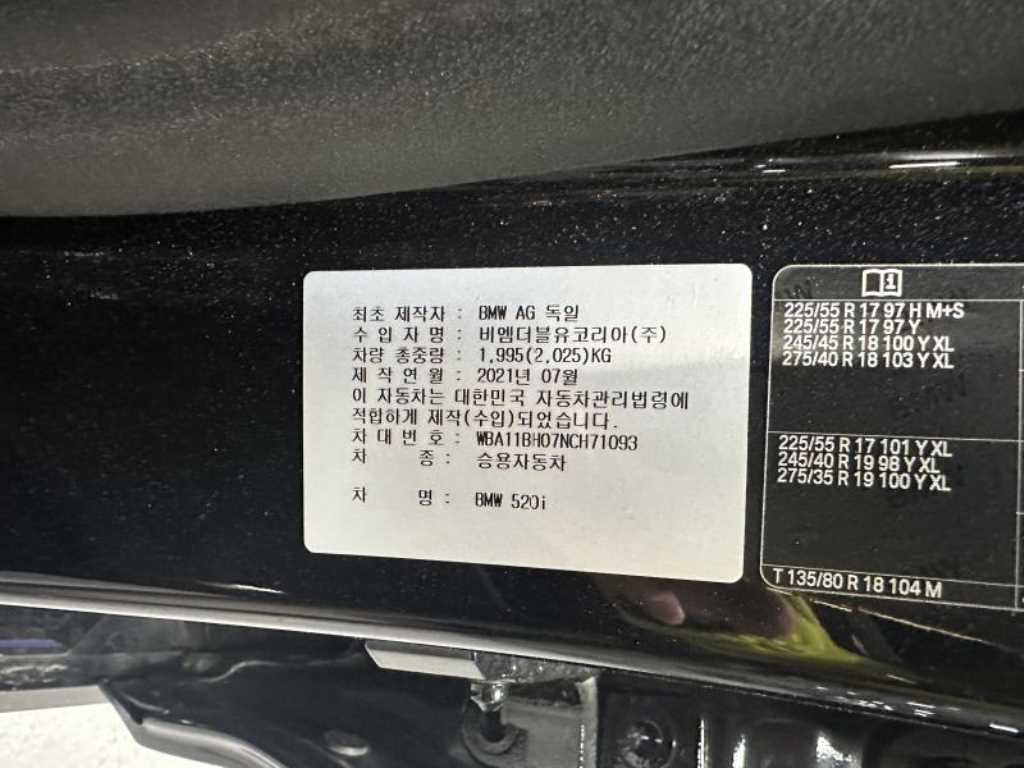 최초 제작자 : BMW AG 독일
수 입 자 명 : 비엠더블유코리아(주)
차량 총중량 : 1,995(2,025)KG
제 작 연 월 : 2021년 07월
이 자동차는 대한민국 자동차관리법령에
적합하게 제작(수입)되었습니다.
차 대 번 호 : WBA11BH07NCH71093
차 종 : 승용자동차
차 명 : BMW 520i
225/55 R 17 97 H M+S
225/55 R 17 97 Y
245/45 R 18 100 Y XL
275/40 R 18 103 Y XL
225/55 R 17 101 Y XL
245/40 R 19 98 Y XL
275/35 R 19 100 Y XL
T 135/80 R 18 104 M